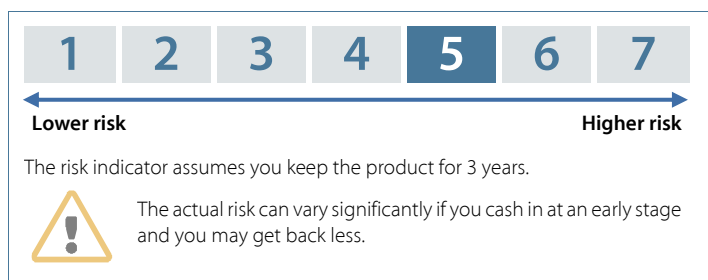 1 2 3 4 5 6 7
Lower risk Higher risk
The risk indicator assumes you keep the product for 3 years.
The actual risk can vary significantly if you cash in at an early stage
and you may get back less.